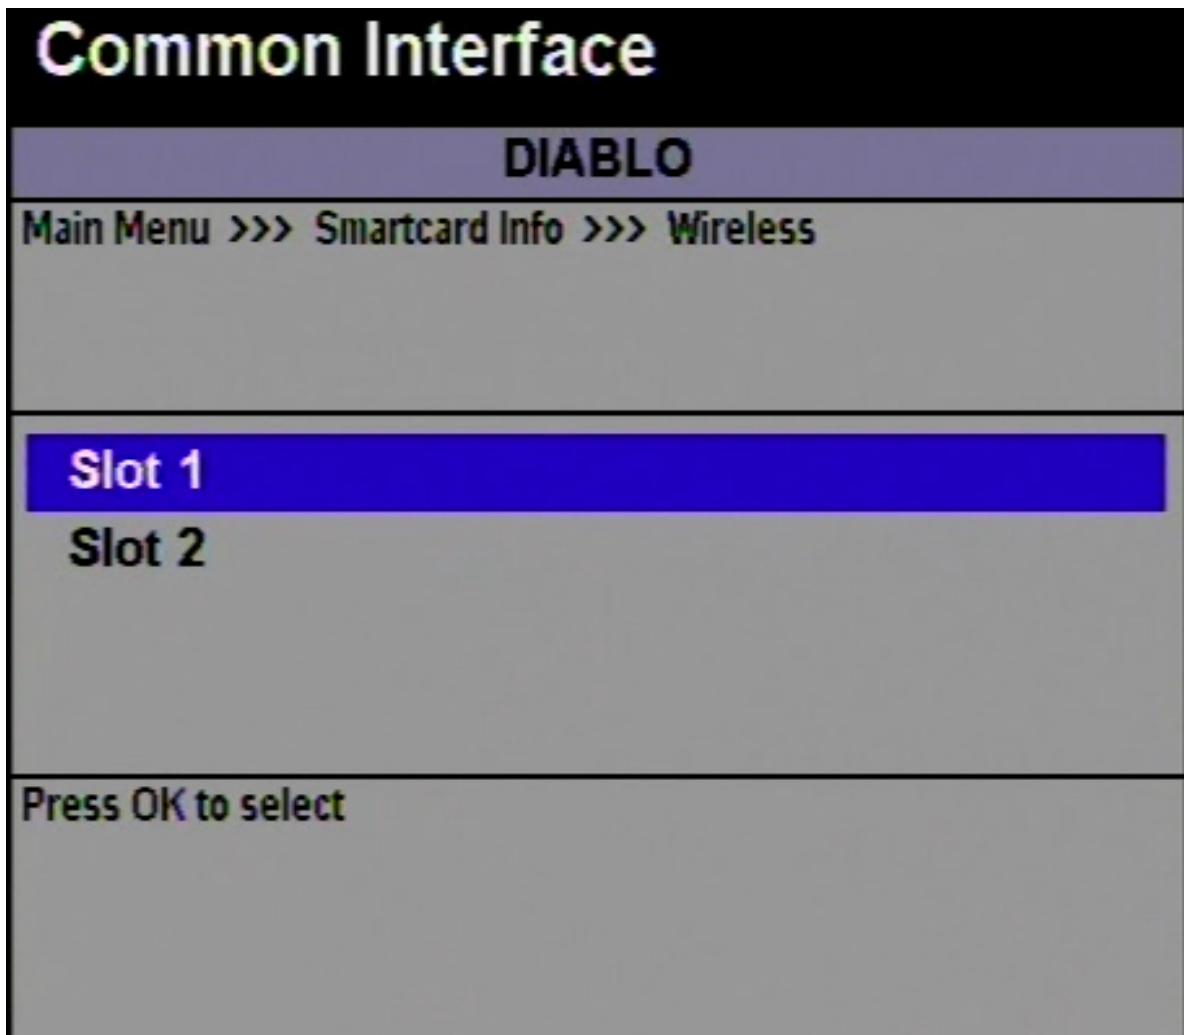 Common Interface
DIABLO
Main Menu >>> Smartcard Info >>> Wireless
Slot 1
Slot 2
Press OK to select